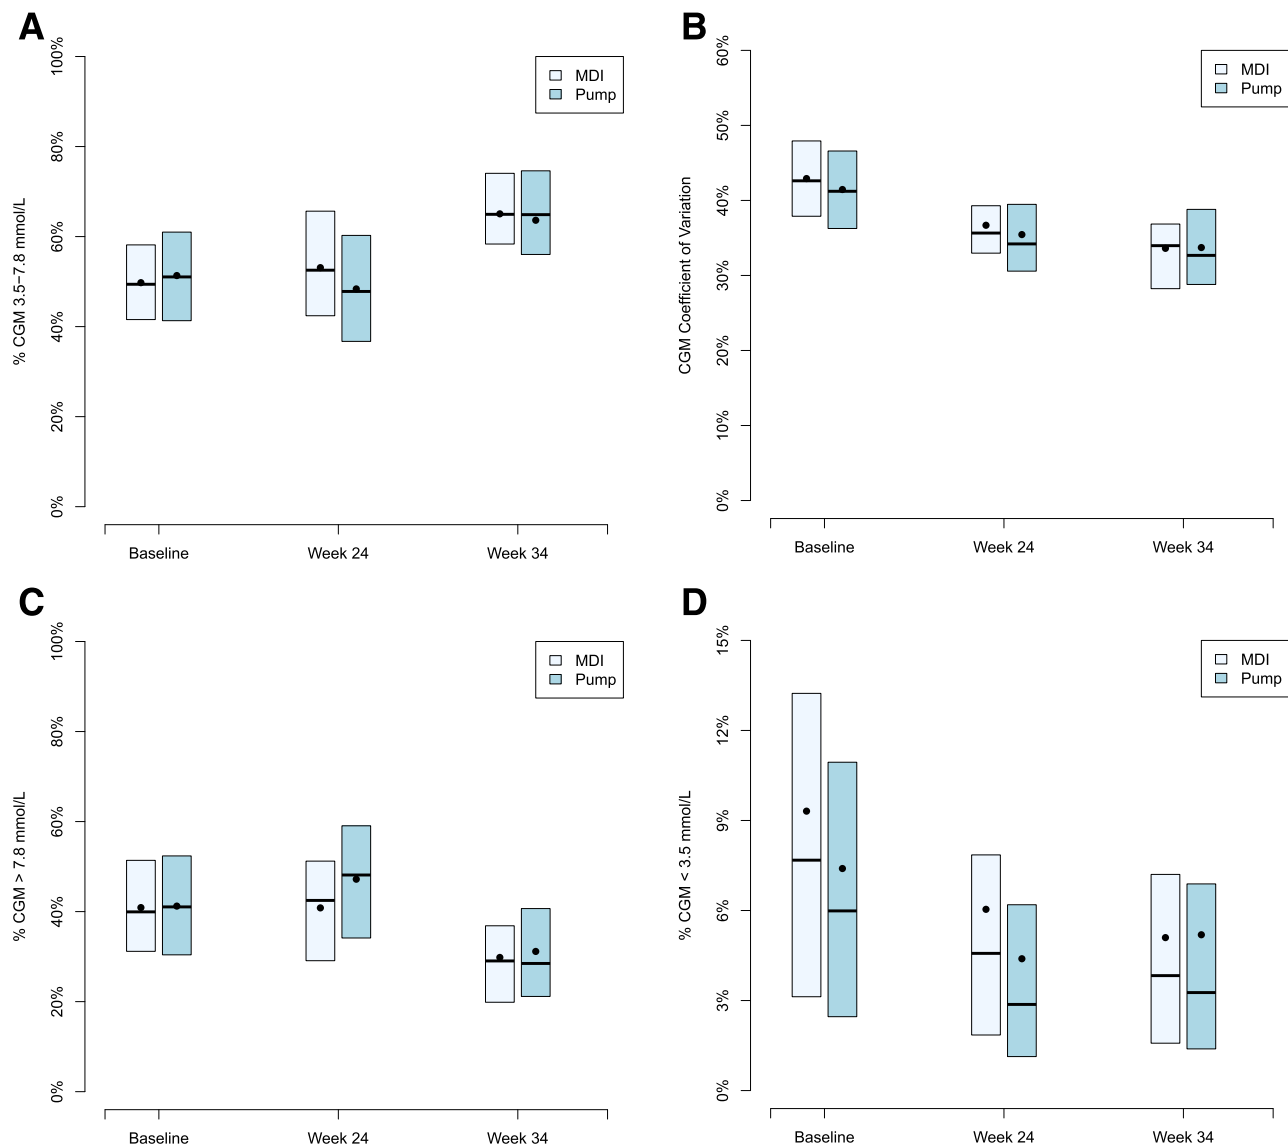 A
% CGM 3.5−7.8 mmol/L
100%
80%
60%
40%
20%
0%
MDI
Pump
Baseline
Week 24
Week 34
B
CGM Coefficient of Variation
60%
50%
40%
30%
20%
10%
0%
MDI
Pump
Baseline
Week 24
Week 34
C
% CGM > 7.8 mmol/L
100%
80%
60%
40%
20%
0%
MDI
Pump
Baseline
Week 24
Week 34
D
% CGM < 3.5 mmol/L
15%
12%
9%
6%
3%
0%
MDI
Pump
Baseline
Week 24
Week 34